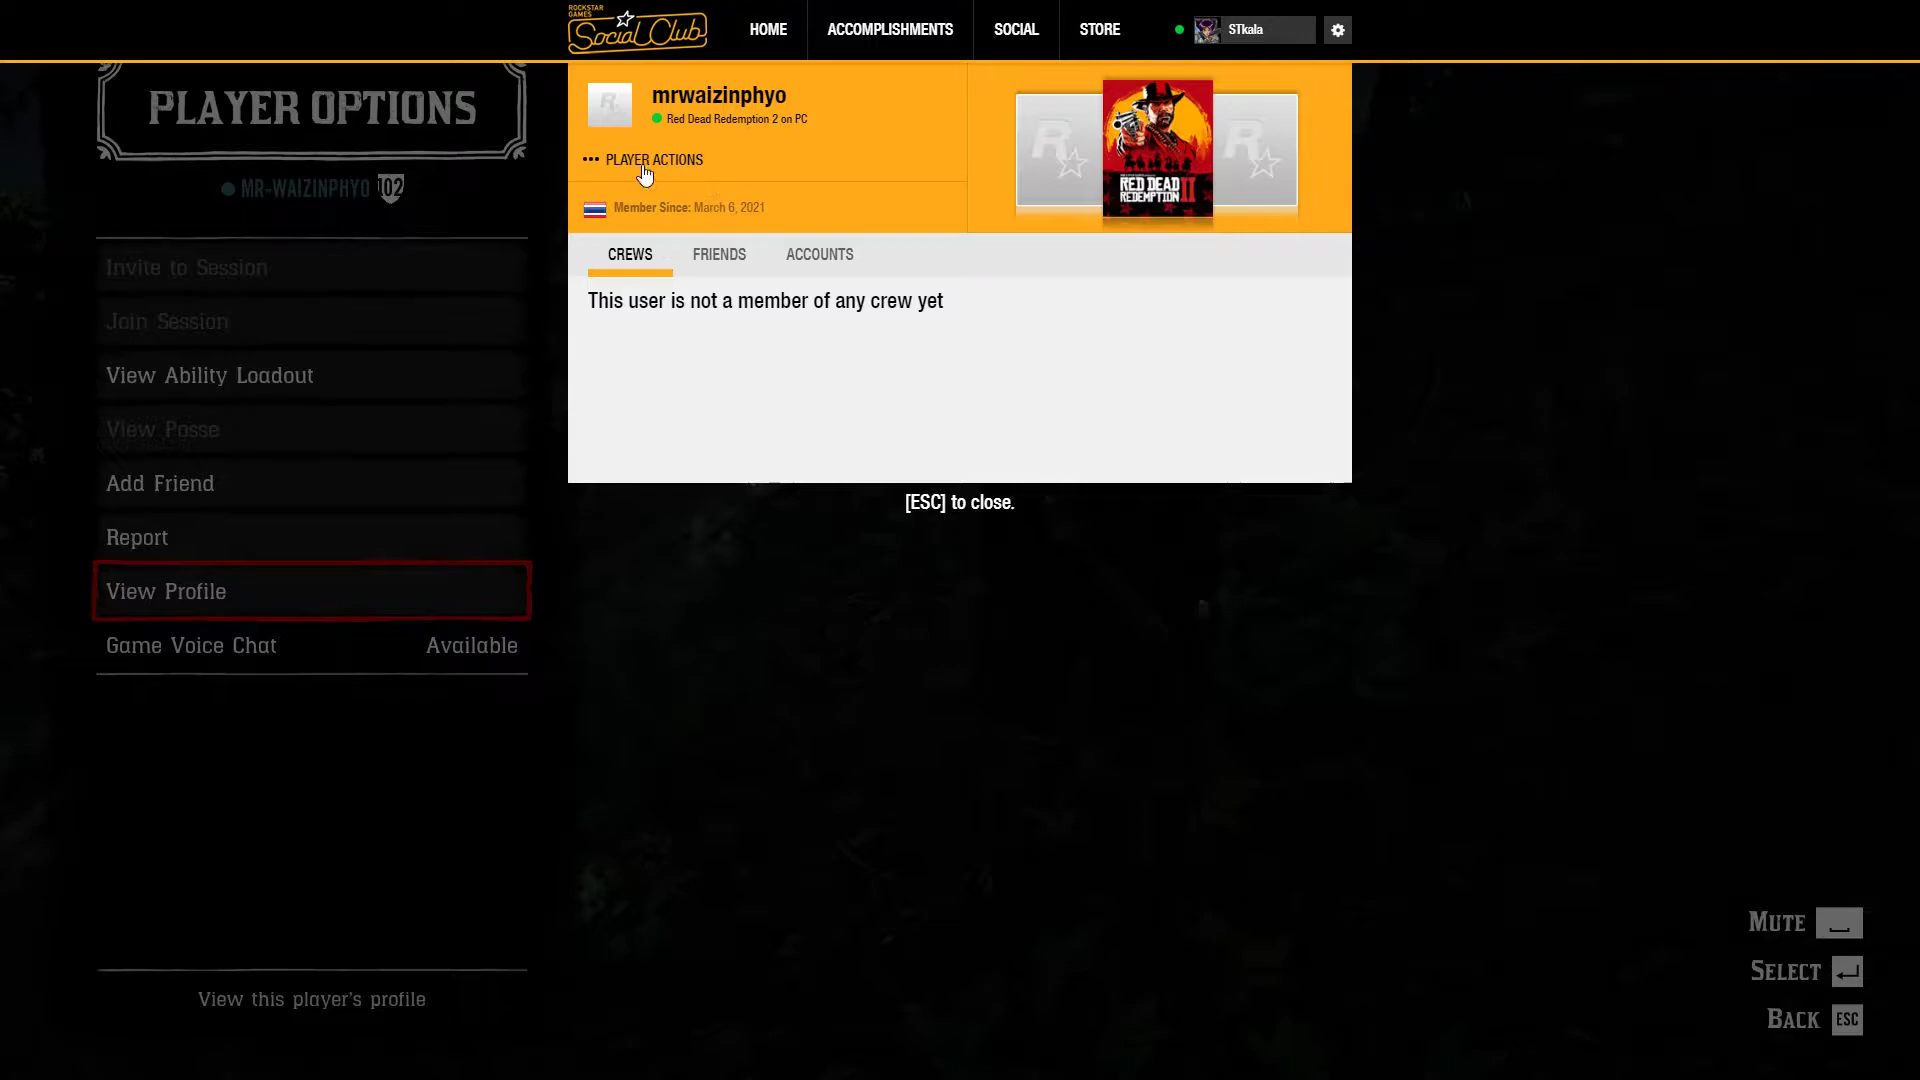 ROCKSTAR
GAMES
Social Club
HOME
ACCOMPLISHMENTS
SOCIAL
STORE
STkala
PLAYER OPTIONS
MR-WAIZINPHYO 102
Invite to Session
Join Session
View Ability Loadout
View Posse
Add Friend
Report
View Profile
Game Voice Chat Available
View this player's profile
mrwaizinphyo
Red Dead Redemption 2 on PC
••• PLAYER ACTIONS
Member Since: March 6, 2021
R
R
RED DEAD
REDEMPTION II
R
CREWS FRIENDS ACCOUNTS
This user is not a member of any crew yet
[ESC] to close.
MUTE
SELECT
BACK ESC